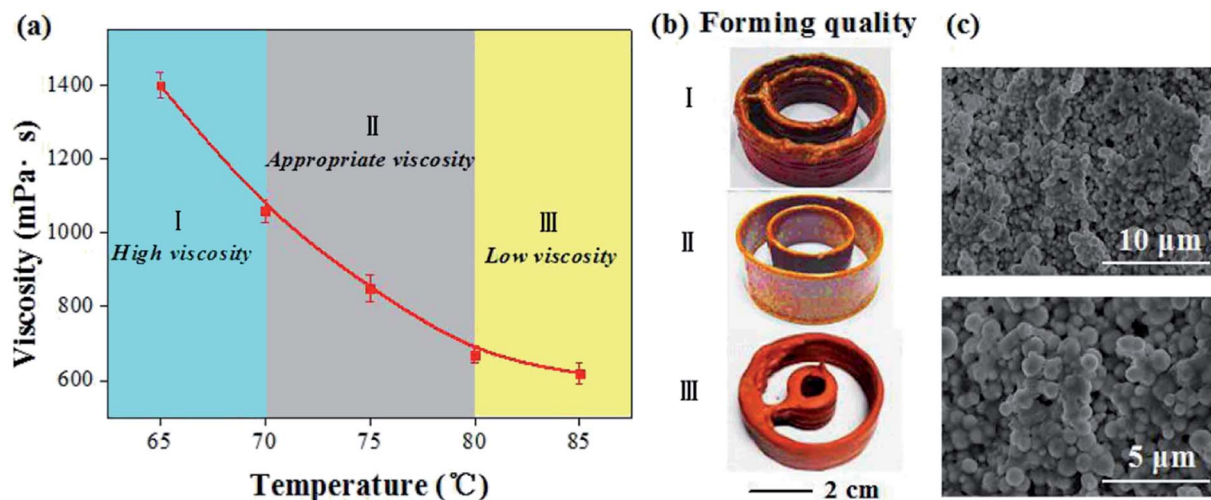 (a)
1400
1200
1000
800
600
Viscosity (mPa· s)
Ⅰ
High viscosity
Ⅱ
Appropriate viscosity
Ⅲ
Low viscosity
65 70 75 80 85
Temperature (℃)
(b) Forming quality
Ⅰ
Ⅱ
Ⅲ
2 cm
(c)
10 μm
5 μm